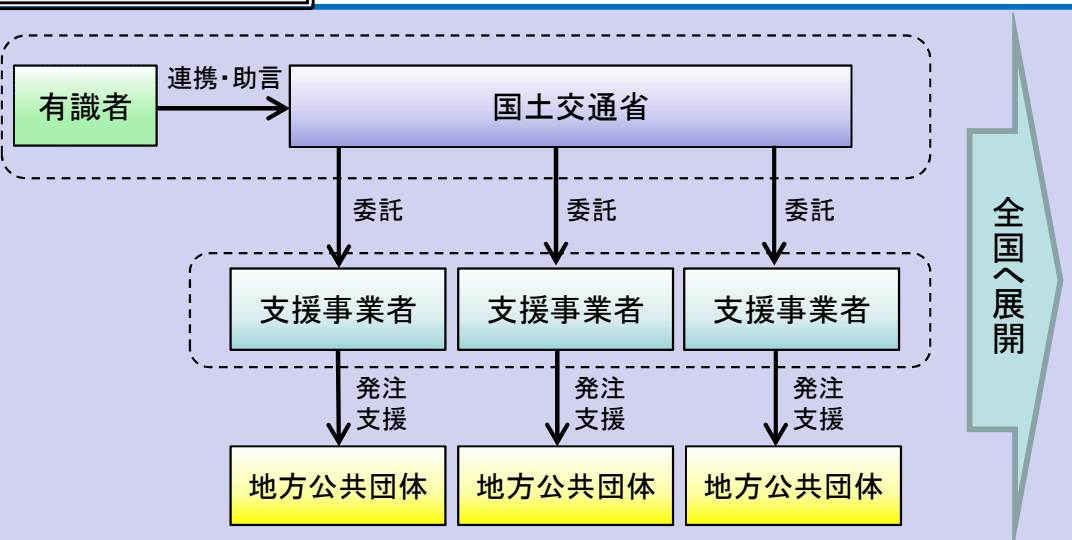 連携・助言
有識者
国土交通省
委託
委託
委託
支援事業者
支援事業者
支援事業者
発注
支援
発注
支援
発注
支援
地方公共団体
地方公共団体
地方公共団体
全国へ展開